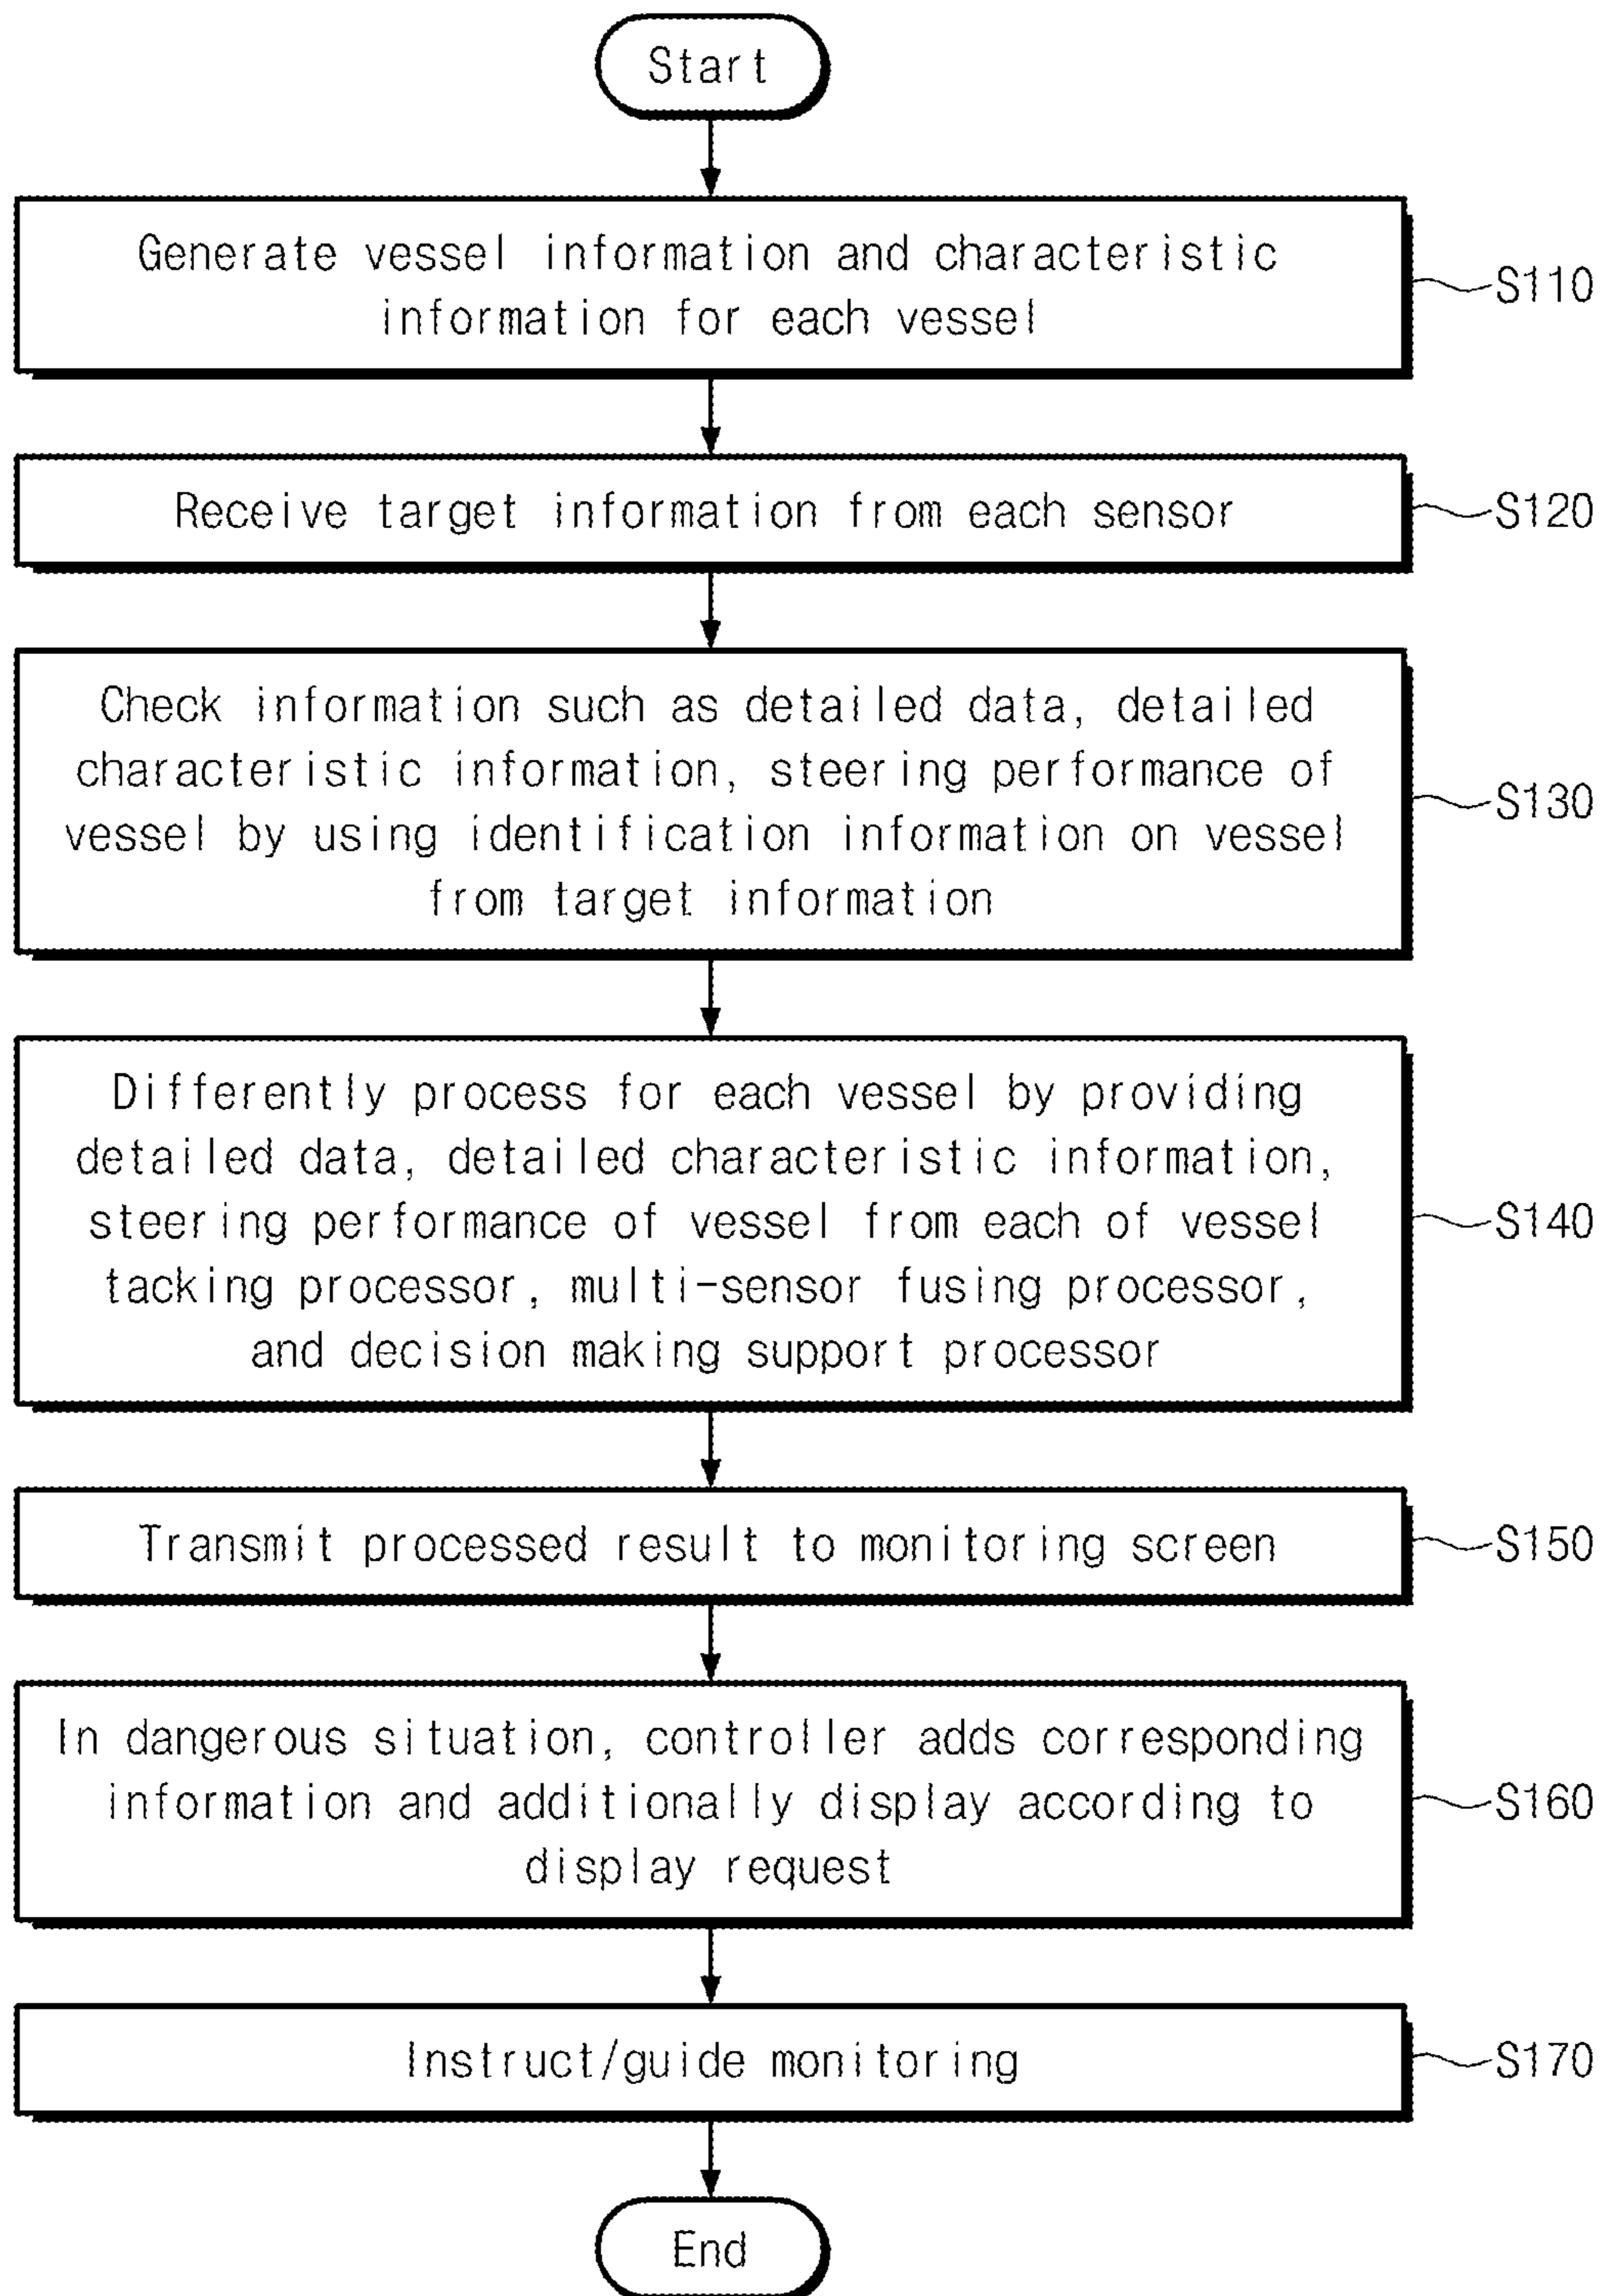 Start
Generate vessel information and characteristic
information for each vessel
S110
Receive target information from each sensor
S120
Check information such as detailed data, detailed
characteristic information, steering performance of
vessel by using identification information on vessel
from target information
S130
Differently process for each vessel by providing
detailed data, detailed characteristic information,
steering performance of vessel from each of vessel
tacking processor, multi-sensor fusing processor,
and decision making support processor
S140
Transmit processed result to monitoring screen
S150
In dangerous situation, controller adds corresponding
information and additionally display according to
display request
S160
Instruct/guide monitoring
S170
End